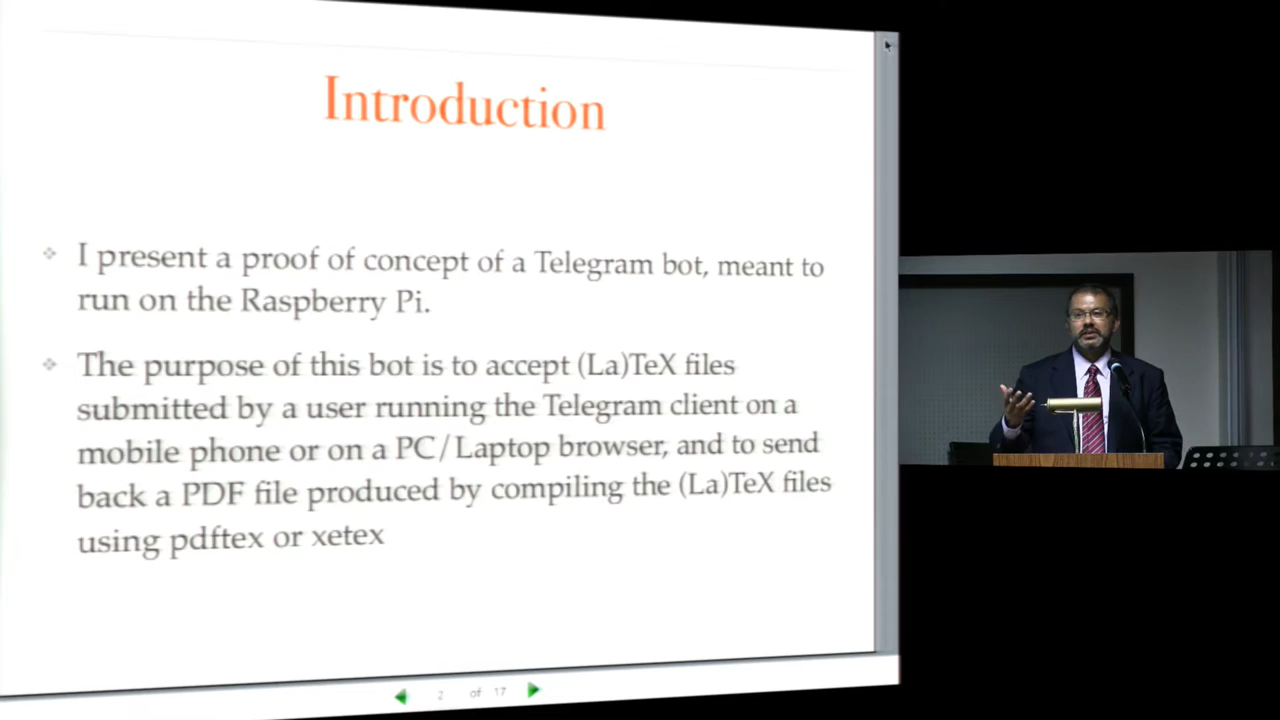 Introduction
I present a proof of concept of a Telegram bot, meant to
run on the Raspberry Pi.
The purpose of this bot is to accept (La)TeX files
submitted by a user running the Telegram client on a
mobile phone or on a PC/Laptop browser, and to send
back a PDF file produced by compiling the (La)TeX files
using pdftex or xetex
2 of 17